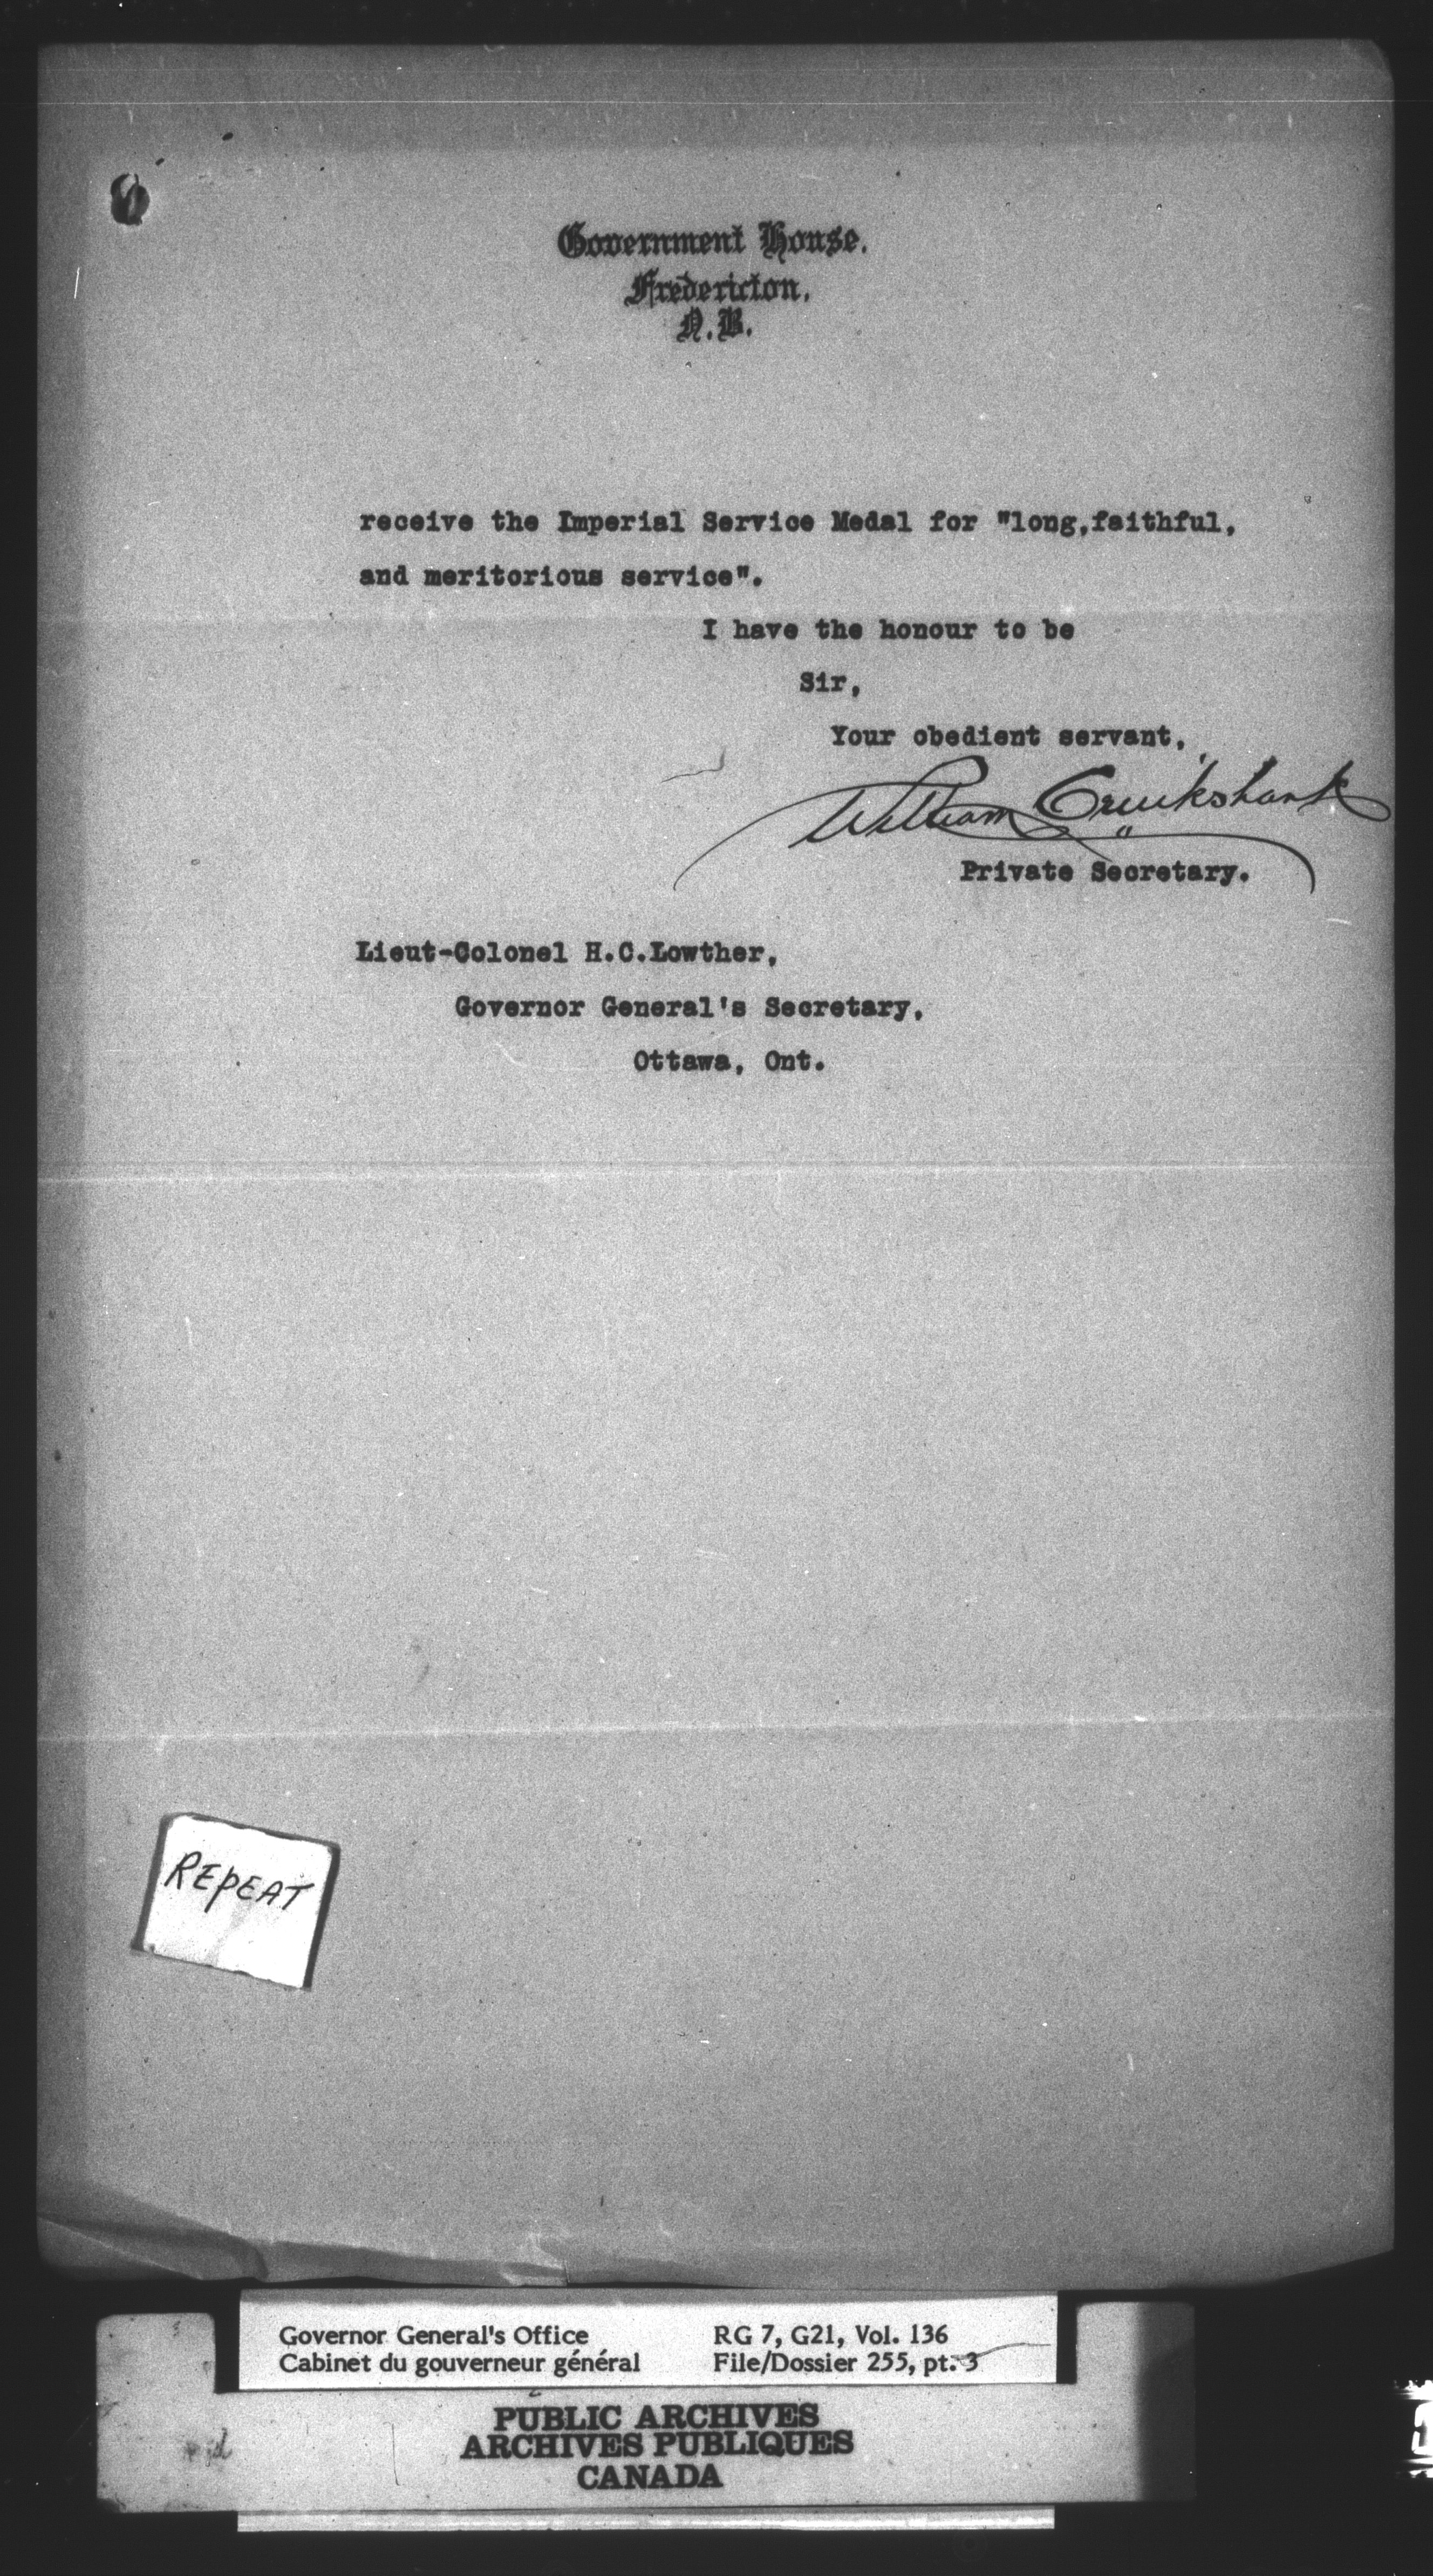 Government House.
Fredericton,
N.B.
receive the Imperial Service Medal for "long,faithful,
and meritorious service".
I have the honour to be
Sir,
Your obedient servant,
William Cruikshank
Private Secretary.
Lieut-Colonel H.C.Lowther,
Governor General's Secretary,
Ottawa, Ont.
REPEAT
Governor General's Office RG 7, G21, Vol. 136
Cabinet du gouverneur général File/Dossier 255, pt. 3
PUBLIC ARCHIVES
ARCHIVES PUBLIQUES
CANADA